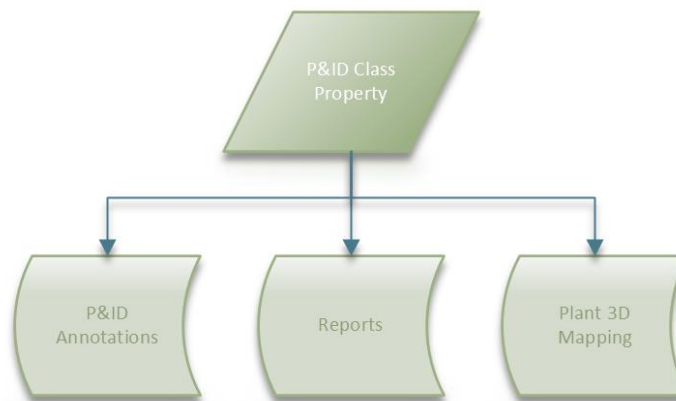 P&ID Class
Property
P&ID
Annotations
Reports
Plant 3D
Mapping